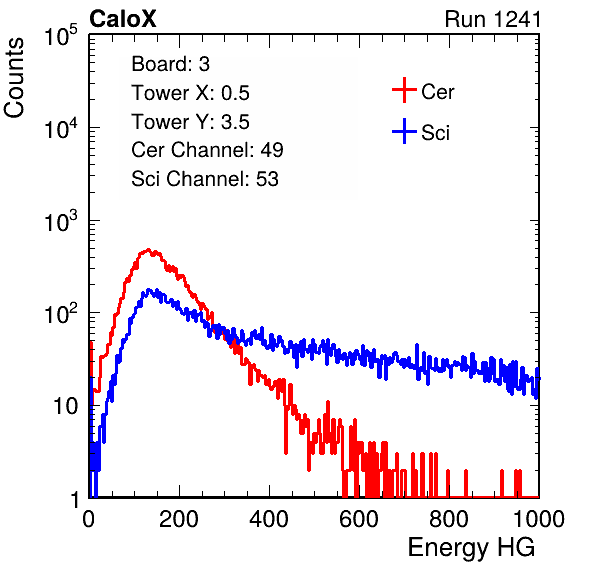 CaloX Run 1241
Counts
10^5
10^4
10^3
10^2
10
1
Board: 3
Tower X: 0.5
Tower Y: 3.5
Cer Channel: 49
Sci Channel: 53
Cer
Sci
0 200 400 600 800 1000
Energy HG